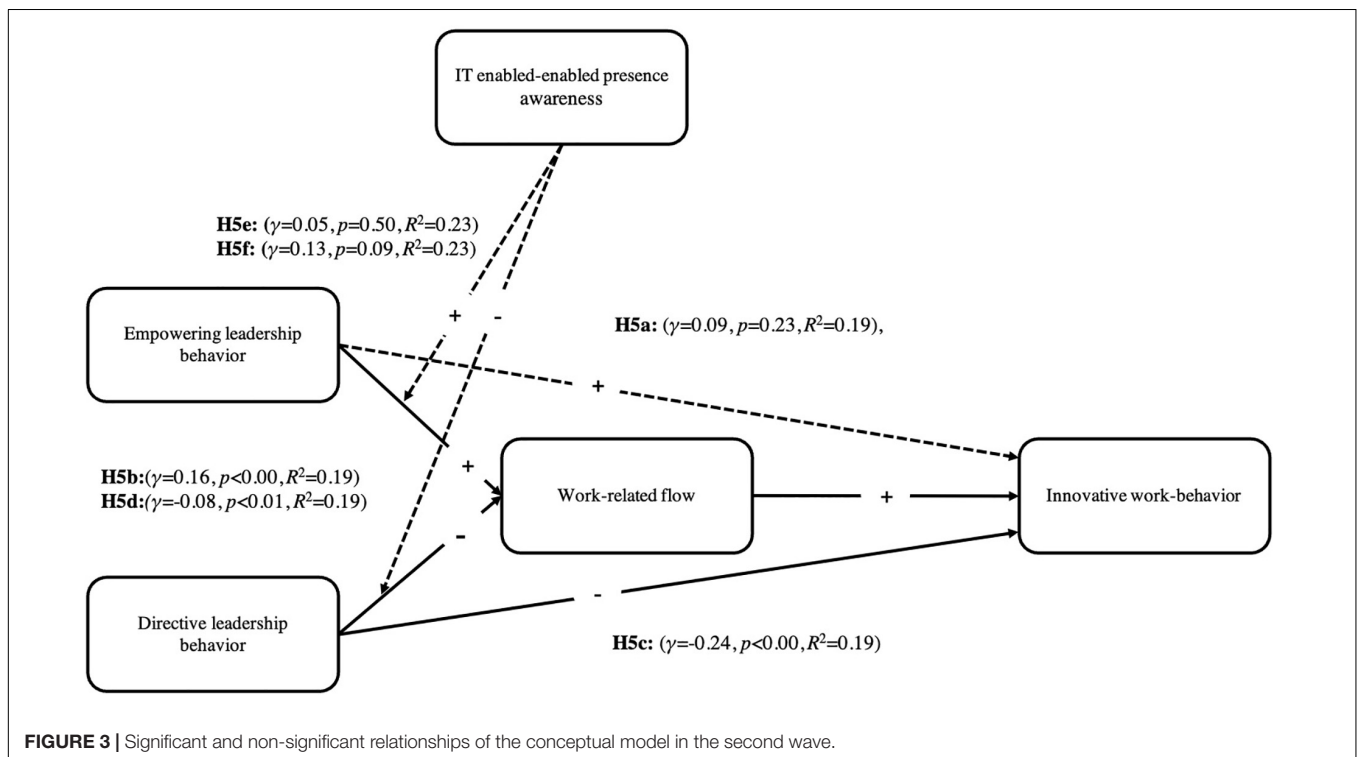 IT enabled-enabled presence
awareness
H5e: (γ=0.05, p=0.50, R²=0.23)
H5f: (γ=0.13, p=0.09, R²=0.23)
+
-
Empowering leadership
behavior
H5a: (γ=0.09, p=0.23, R²=0.19),
+
H5b:(γ=0.16, p<0.00, R²=0.19)
H5d:(γ=-0.08, p<0.01, R²=0.19)
+
-
Work-related flow
+
Innovative work-behavior
-
Directive leadership
behavior
H5c: (γ=-0.24, p<0.00, R²=0.19)
FIGURE 3 | Significant and non-significant relationships of the conceptual model in the second wave.